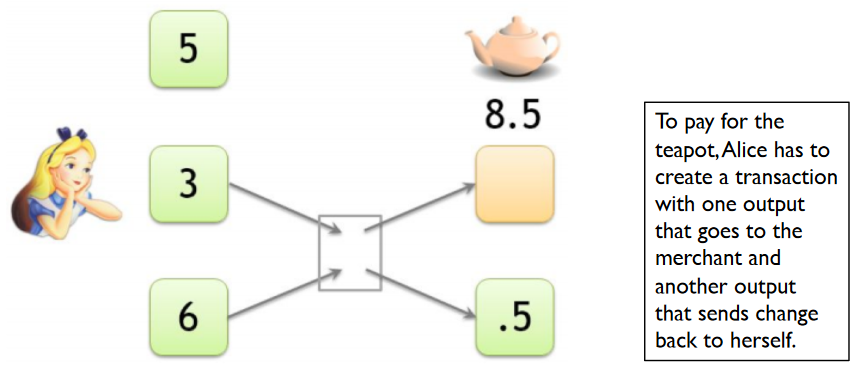 5
8.5
3
6
.5
To pay for the
teapot, Alice has to
create a transaction
with one output
that goes to the
merchant and
another output
that sends change
back to herself.